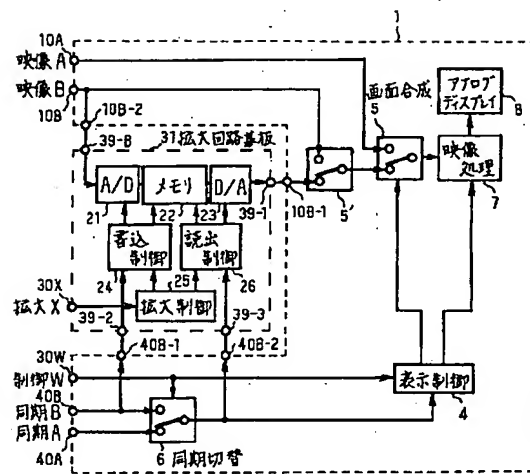 1
10A
映像A
映像B
10B
10B-2
画面合成
5
アナログ
ディスプレイ
8
39-B
31拡大回路基板
A/D
メモリ
D/A
39-1
10B-1
5'
映像
処理
7
21
22
23
書込
制御
読出
制御
24
25
26
30X
拡大X
拡大制御
39-2
39-3
40B-1
40B-2
30W
制御W
40B
同期B
同期A
40A
6 同期切替
表示制御
4